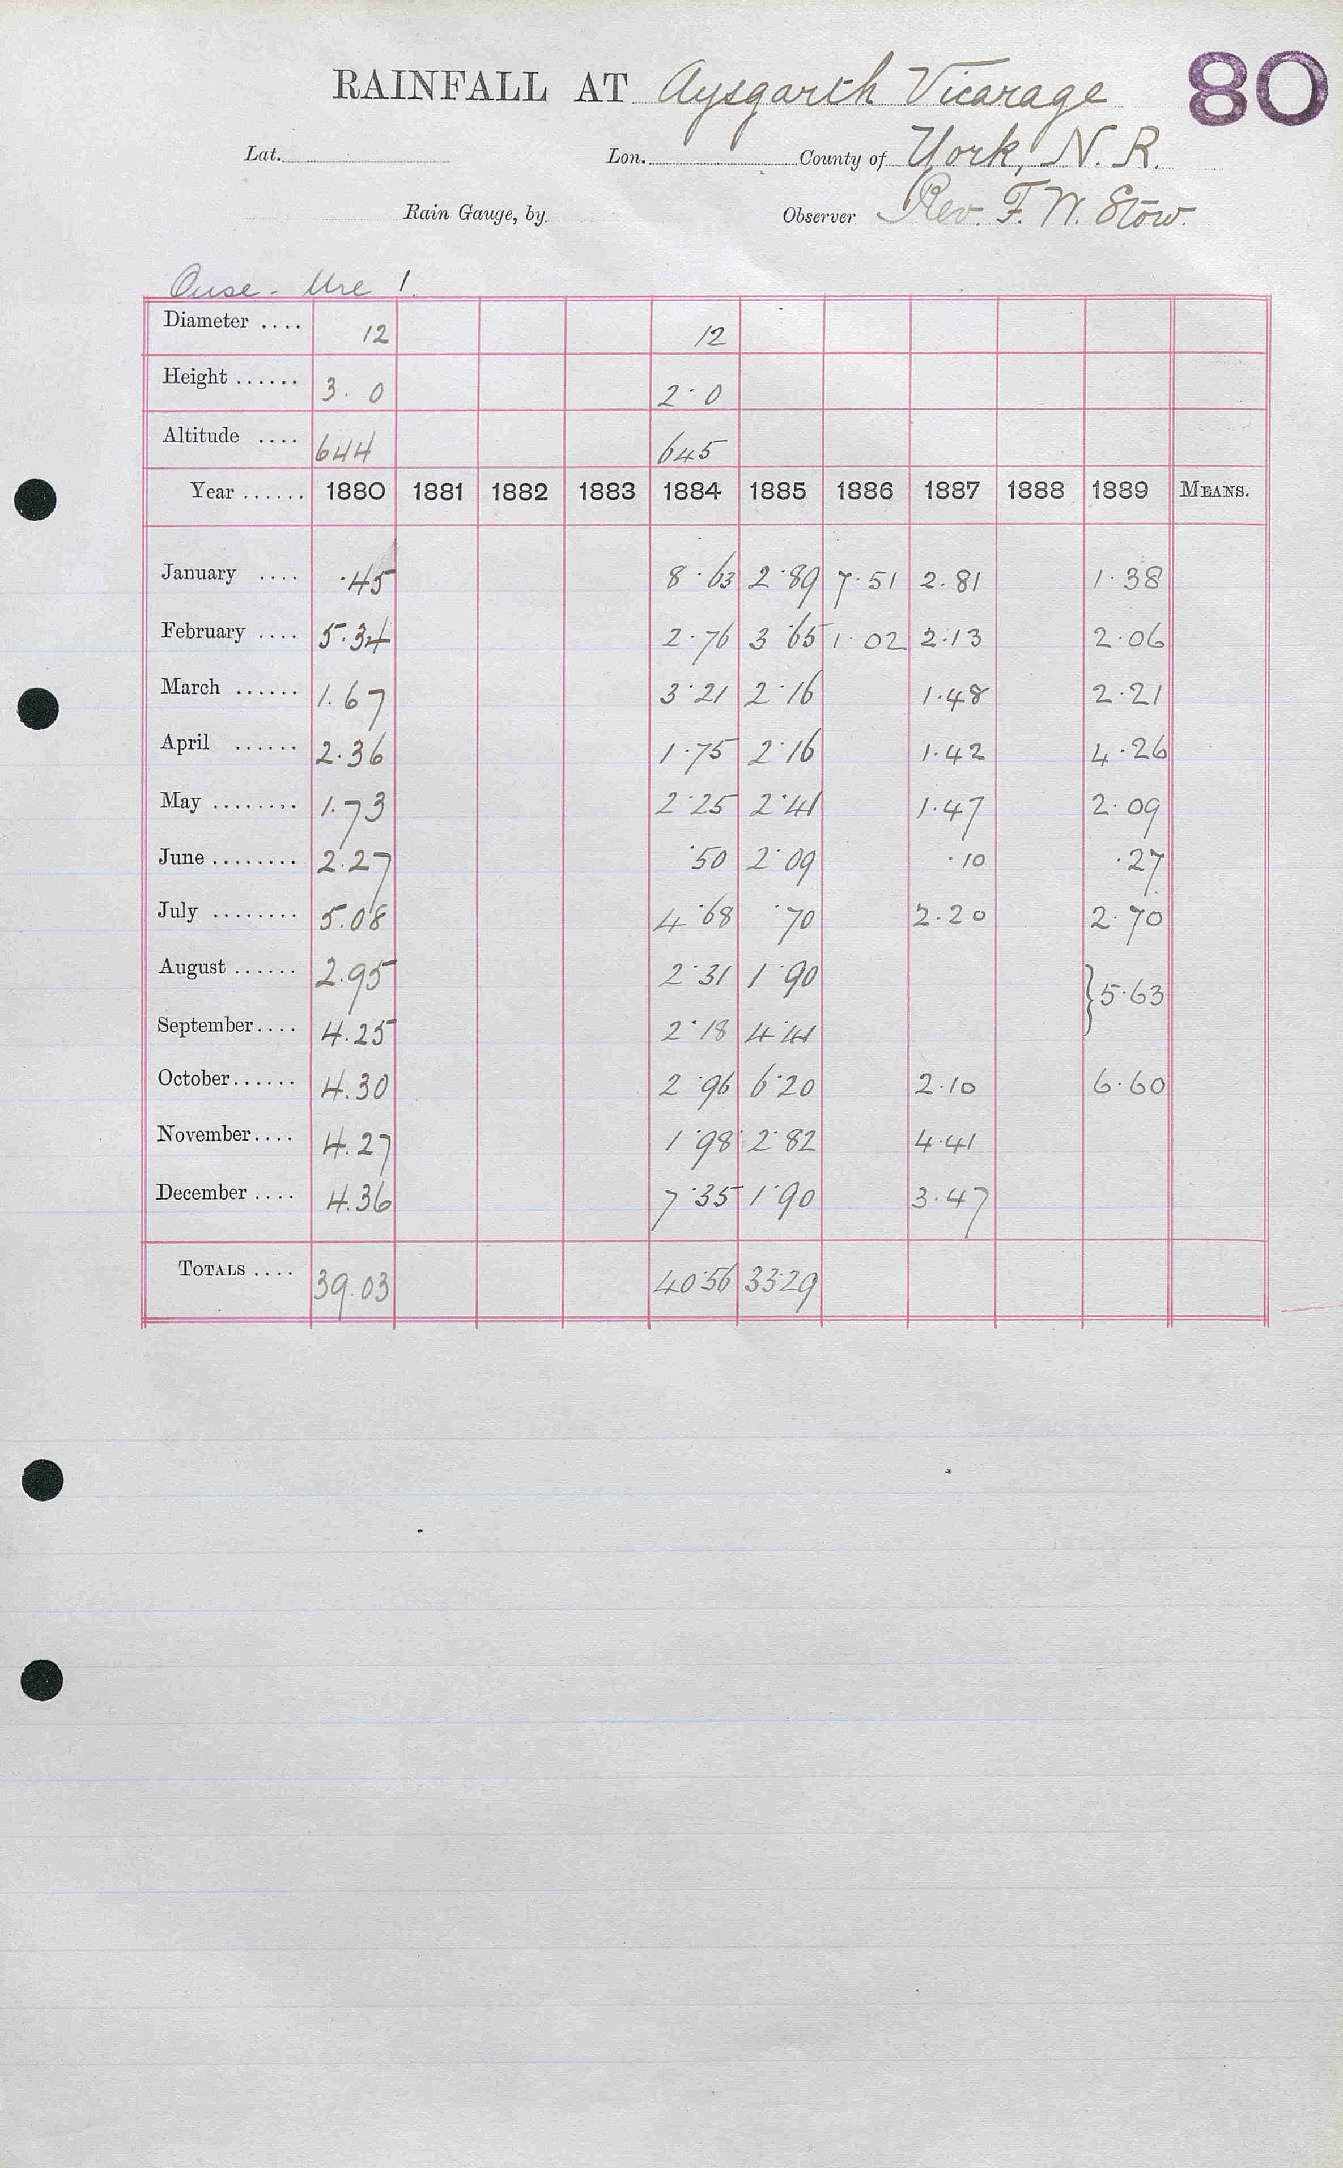 RAINFALL AT Aysgarth Vicarage 80
Lat. Lon. County of York, N. R.
Rain Gauge, by Observer Rev. F. W. Stow.
Ouse - Ure 1.
Diameter .... 12 12
Height ...... 3. 0 2. 0
Altitude .... 644 645
Year ...... 1880 1881 1882 1883 1884 1885 1886 1887 1888 1889 MEANS.
January .... .45 8.63 2.89 7.51 2.81 1.38
February .... 5.34 2.76 3.65 1.02 2.13 2.06
March ...... 1.67 3.21 2.16 1.48 2.21
April ...... 2.36 1.75 2.16 1.42 4.26
May ........ 1.73 2.25 2.41 1.47 2.09
June ........ 2.27 .50 2.09 .10 .27
July ........ 5.08 4.68 .70 2.20 2.70
August ...... 2.95 2.31 1.90
} 5.63
September .... 4.25 2.18 4.41
October ...... 4.30 2.96 6.20 2.10 6.60
November .... 4.27 1.98 2.82 4.41
December .... 4.36 7.35 1.90 3.47
TOTALS .... 39.03 40.56 33.29